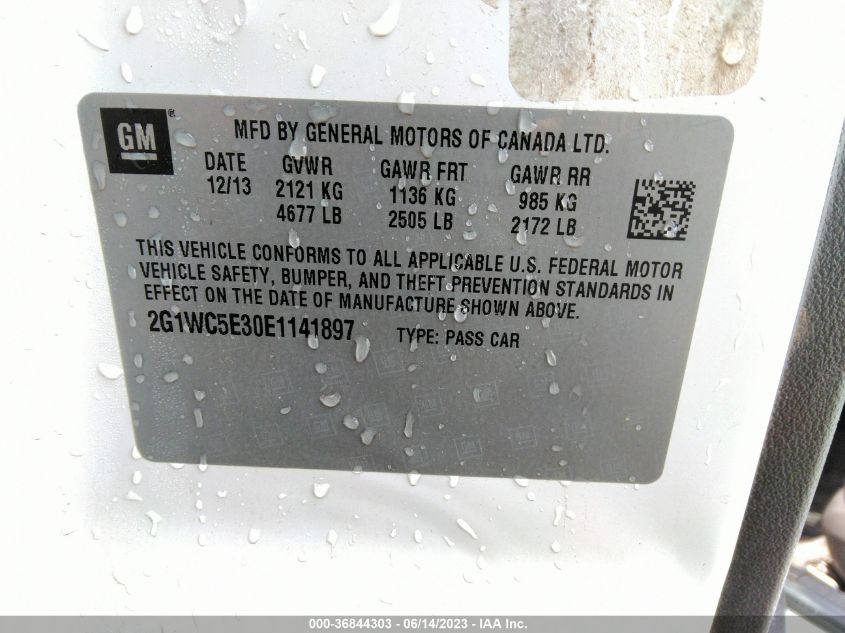 GM ®
MFD BY GENERAL MOTORS OF CANADA LTD.
DATE GVWR GAWR FRT GAWR RR
12/13 2121 KG 1136 KG 985 KG
4677 LB 2505 LB 2172 LB
THIS VEHICLE CONFORMS TO ALL APPLICABLE U.S. FEDERAL MOTOR
VEHICLE SAFETY, BUMPER, AND THEFT PREVENTION STANDARDS IN
EFFECT ON THE DATE OF MANUFACTURE SHOWN ABOVE.
2G1WC5E30E1141897 TYPE: PASS CAR
000-36844303 - 06/14/2023 - IAA Inc.